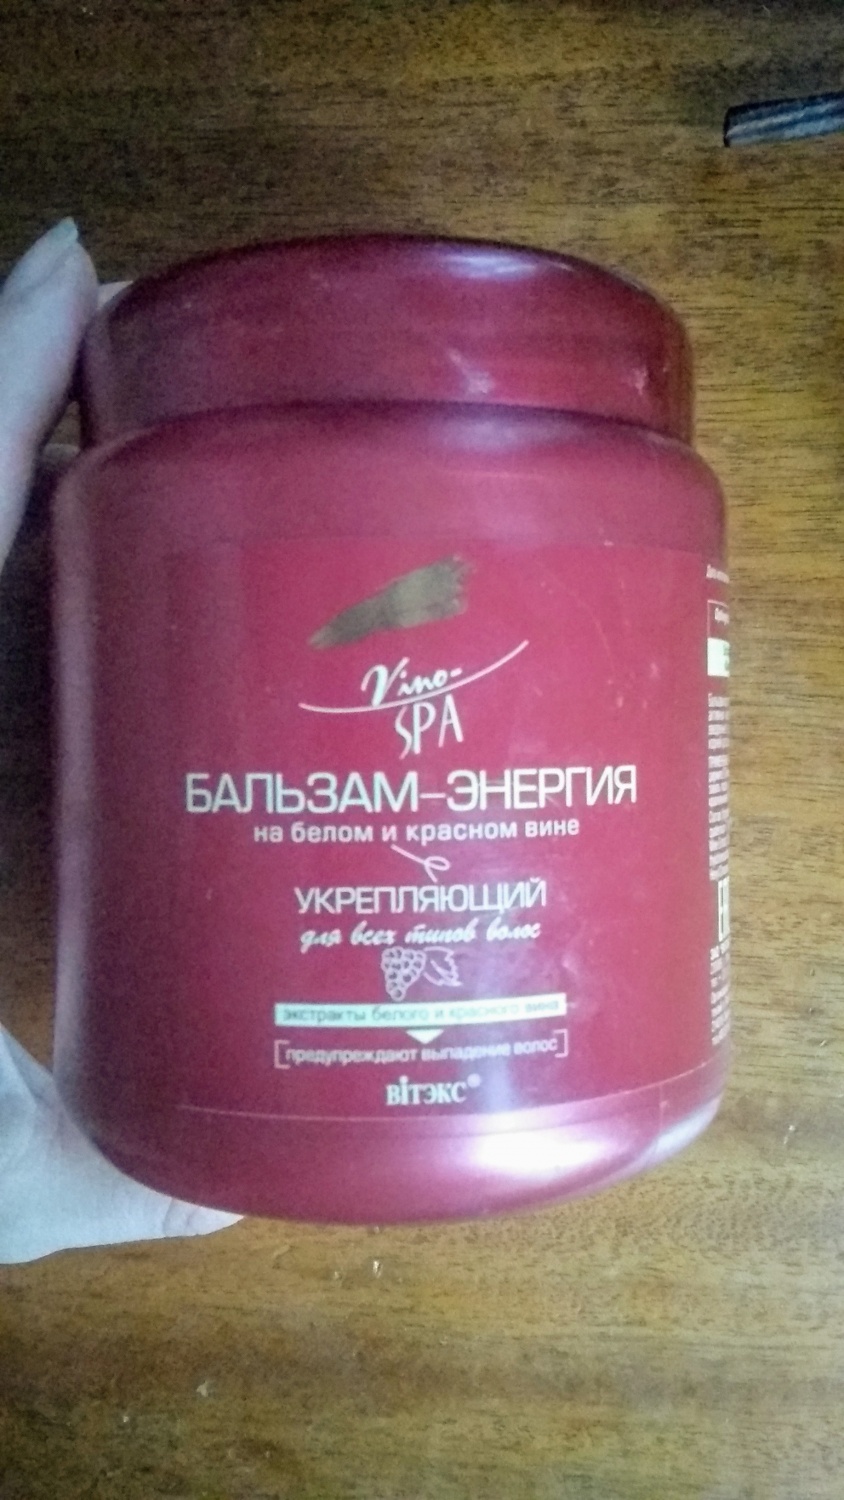 Vino-
SPA
БАЛЬЗАМ-ЭНЕРГИЯ
на белом и красном вине
УКРЕПЛЯЮЩИЙ
для всех типов волос
экстракты белого и красного вина
предупреждают выпадение волос
вiтэкс®